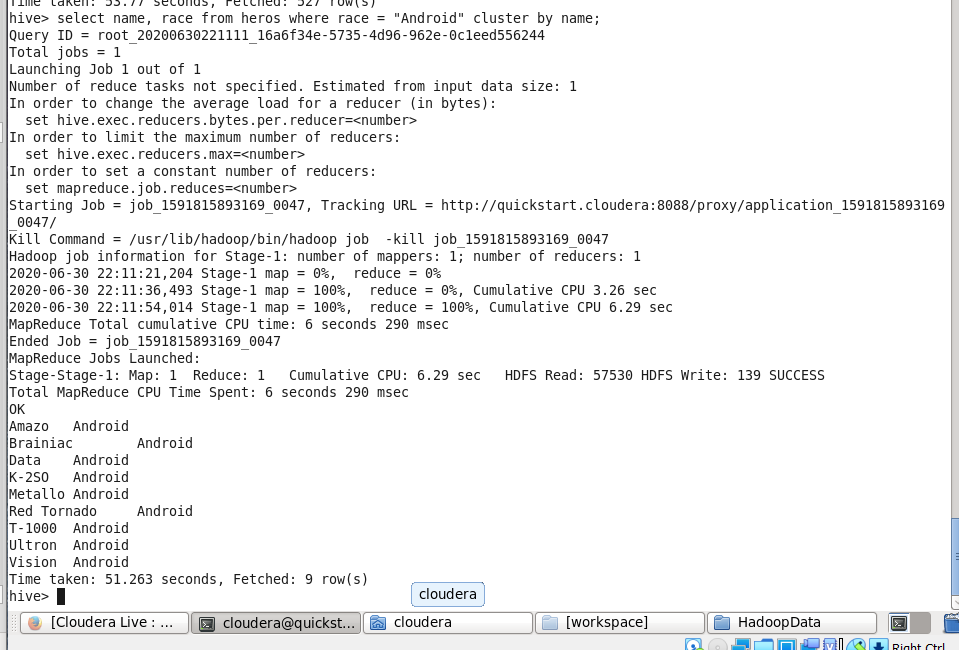 Time taken: 53.77 seconds, Fetched: 527 row(s)
hive> select name, race from heros where race = "Android" cluster by name;
Query ID = root_20200630221111_16a6f34e-5735-4d96-962e-0c1eed556244
Total jobs = 1
Launching Job 1 out of 1
Number of reduce tasks not specified. Estimated from input data size: 1
In order to change the average load for a reducer (in bytes):
  set hive.exec.reducers.bytes.per.reducer=<number>
In order to limit the maximum number of reducers:
  set hive.exec.reducers.max=<number>
In order to set a constant number of reducers:
  set mapreduce.job.reduces=<number>
Starting Job = job_1591815893169_0047, Tracking URL = http://quickstart.cloudera:8088/proxy/application_1591815893169
_0047/
Kill Command = /usr/lib/hadoop/bin/hadoop job  -kill job_1591815893169_0047
Hadoop job information for Stage-1: number of mappers: 1; number of reducers: 1
2020-06-30 22:11:21,204 Stage-1 map = 0%,  reduce = 0%
2020-06-30 22:11:36,493 Stage-1 map = 100%,  reduce = 0%, Cumulative CPU 3.26 sec
2020-06-30 22:11:54,014 Stage-1 map = 100%,  reduce = 100%, Cumulative CPU 6.29 sec
MapReduce Total cumulative CPU time: 6 seconds 290 msec
Ended Job = job_1591815893169_0047
MapReduce Jobs Launched:
Stage-Stage-1: Map: 1  Reduce: 1   Cumulative CPU: 6.29 sec   HDFS Read: 57530 HDFS Write: 139 SUCCESS
Total MapReduce CPU Time Spent: 6 seconds 290 msec
OK
Amazo   Android
Brainiac        Android
Data    Android
K-2SO   Android
Metallo Android
Red Tornado     Android
T-1000  Android
Ultron  Android
Vision  Android
Time taken: 51.263 seconds, Fetched: 9 row(s)
hive>
cloudera
[Cloudera Live : ... cloudera@quickst... cloudera [workspace] HadoopData
Right Ctrl